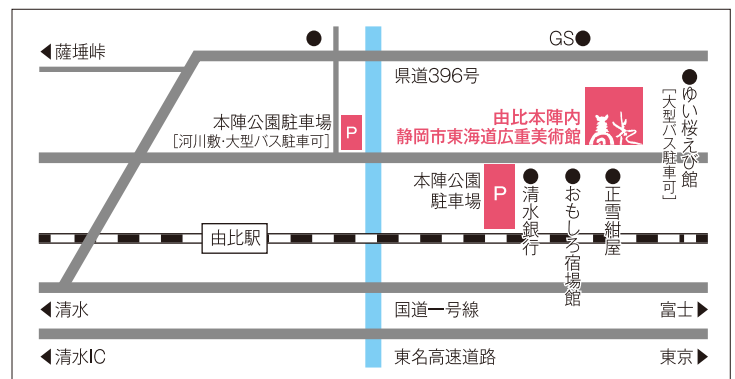 ◀薩埵峠
GS
県道396号
本陣公園駐車場
[河川敷・大型バス駐車可]
P
由比本陣内
静岡市東海道広重美術館
ゆい桜えび館
[大型バス駐車可]
本陣公園
駐車場
P
清水銀行
おもしろ宿場館
正雪紺屋
由比駅
◀清水
国道一号線
富士▶
◀清水IC
東名高速道路
東京▶